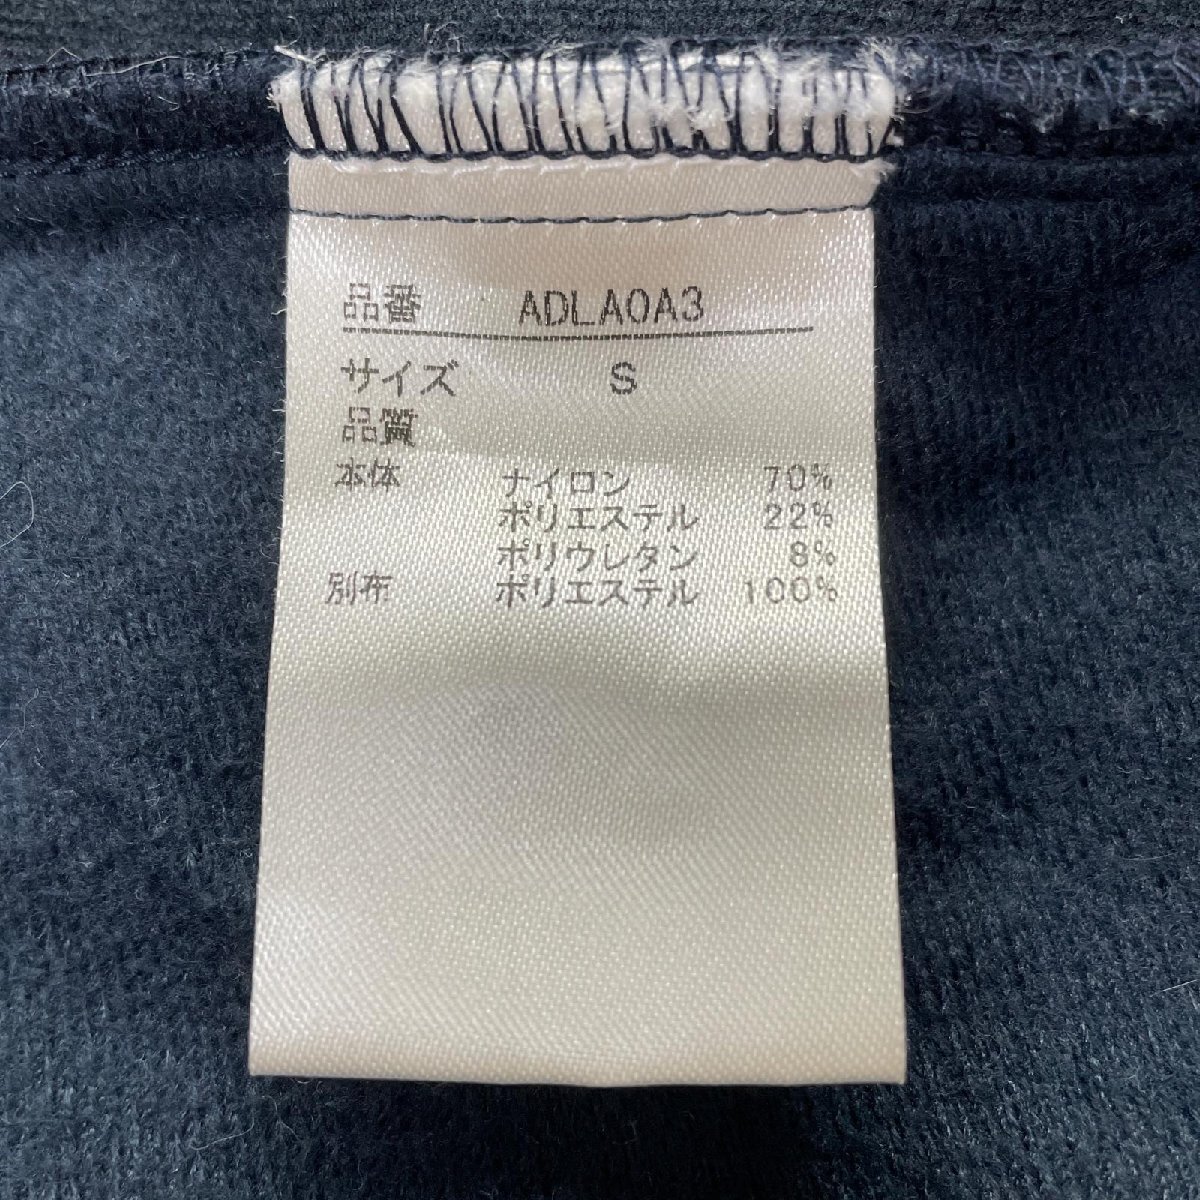 品番 ADLA0A3
サイズ S
品質
本体 ナイロン 70%
ポリエステル 22%
ポリウレタン 8%
別布 ポリエステル 100%